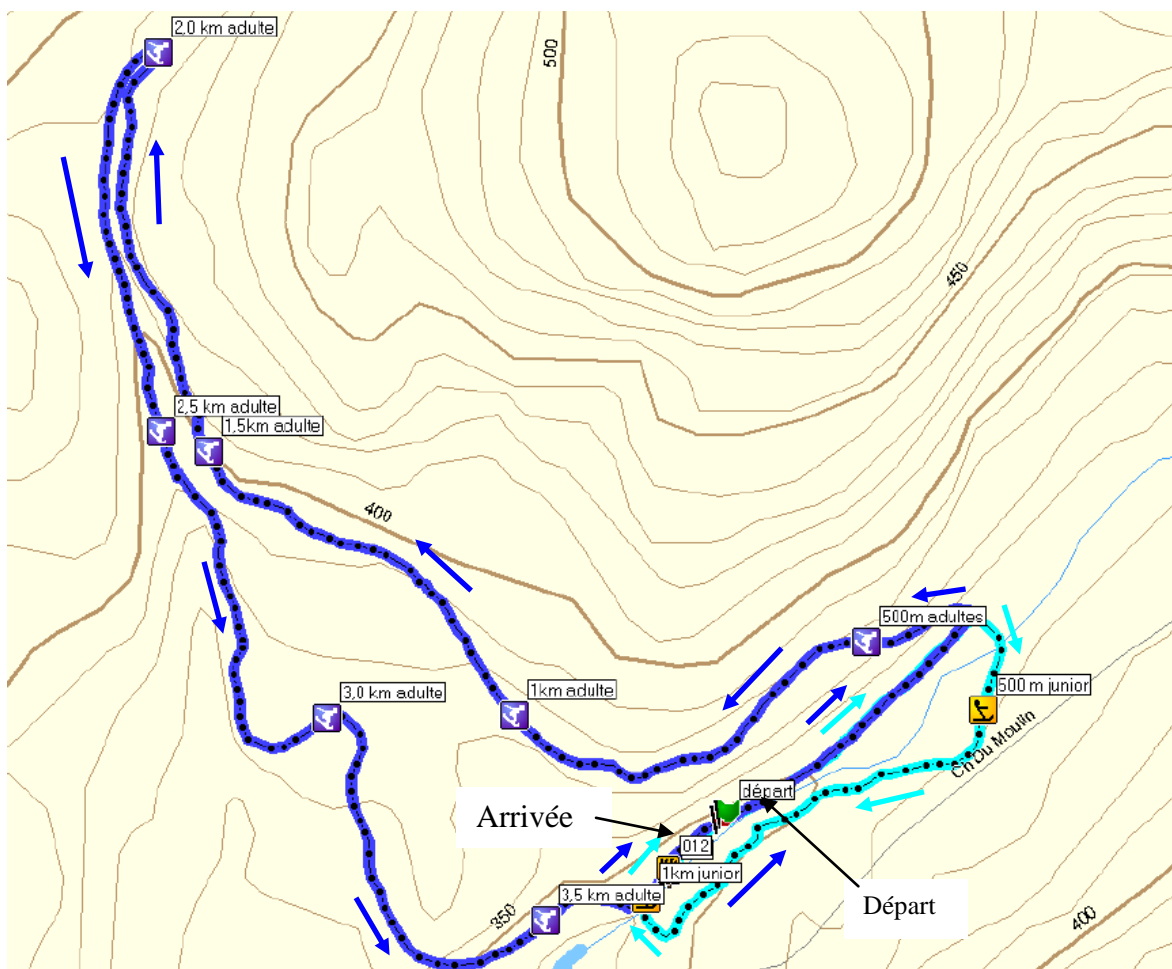 2,0 km adulte
500
450
2,5 km adulte
1,5km adulte
400
500m adultes
500 m junior
3,0 km adulte
1km adulte
Ch Du Moulin
départ
Arrivée
012
1km junior
3,5 km adulte
350
Départ
400